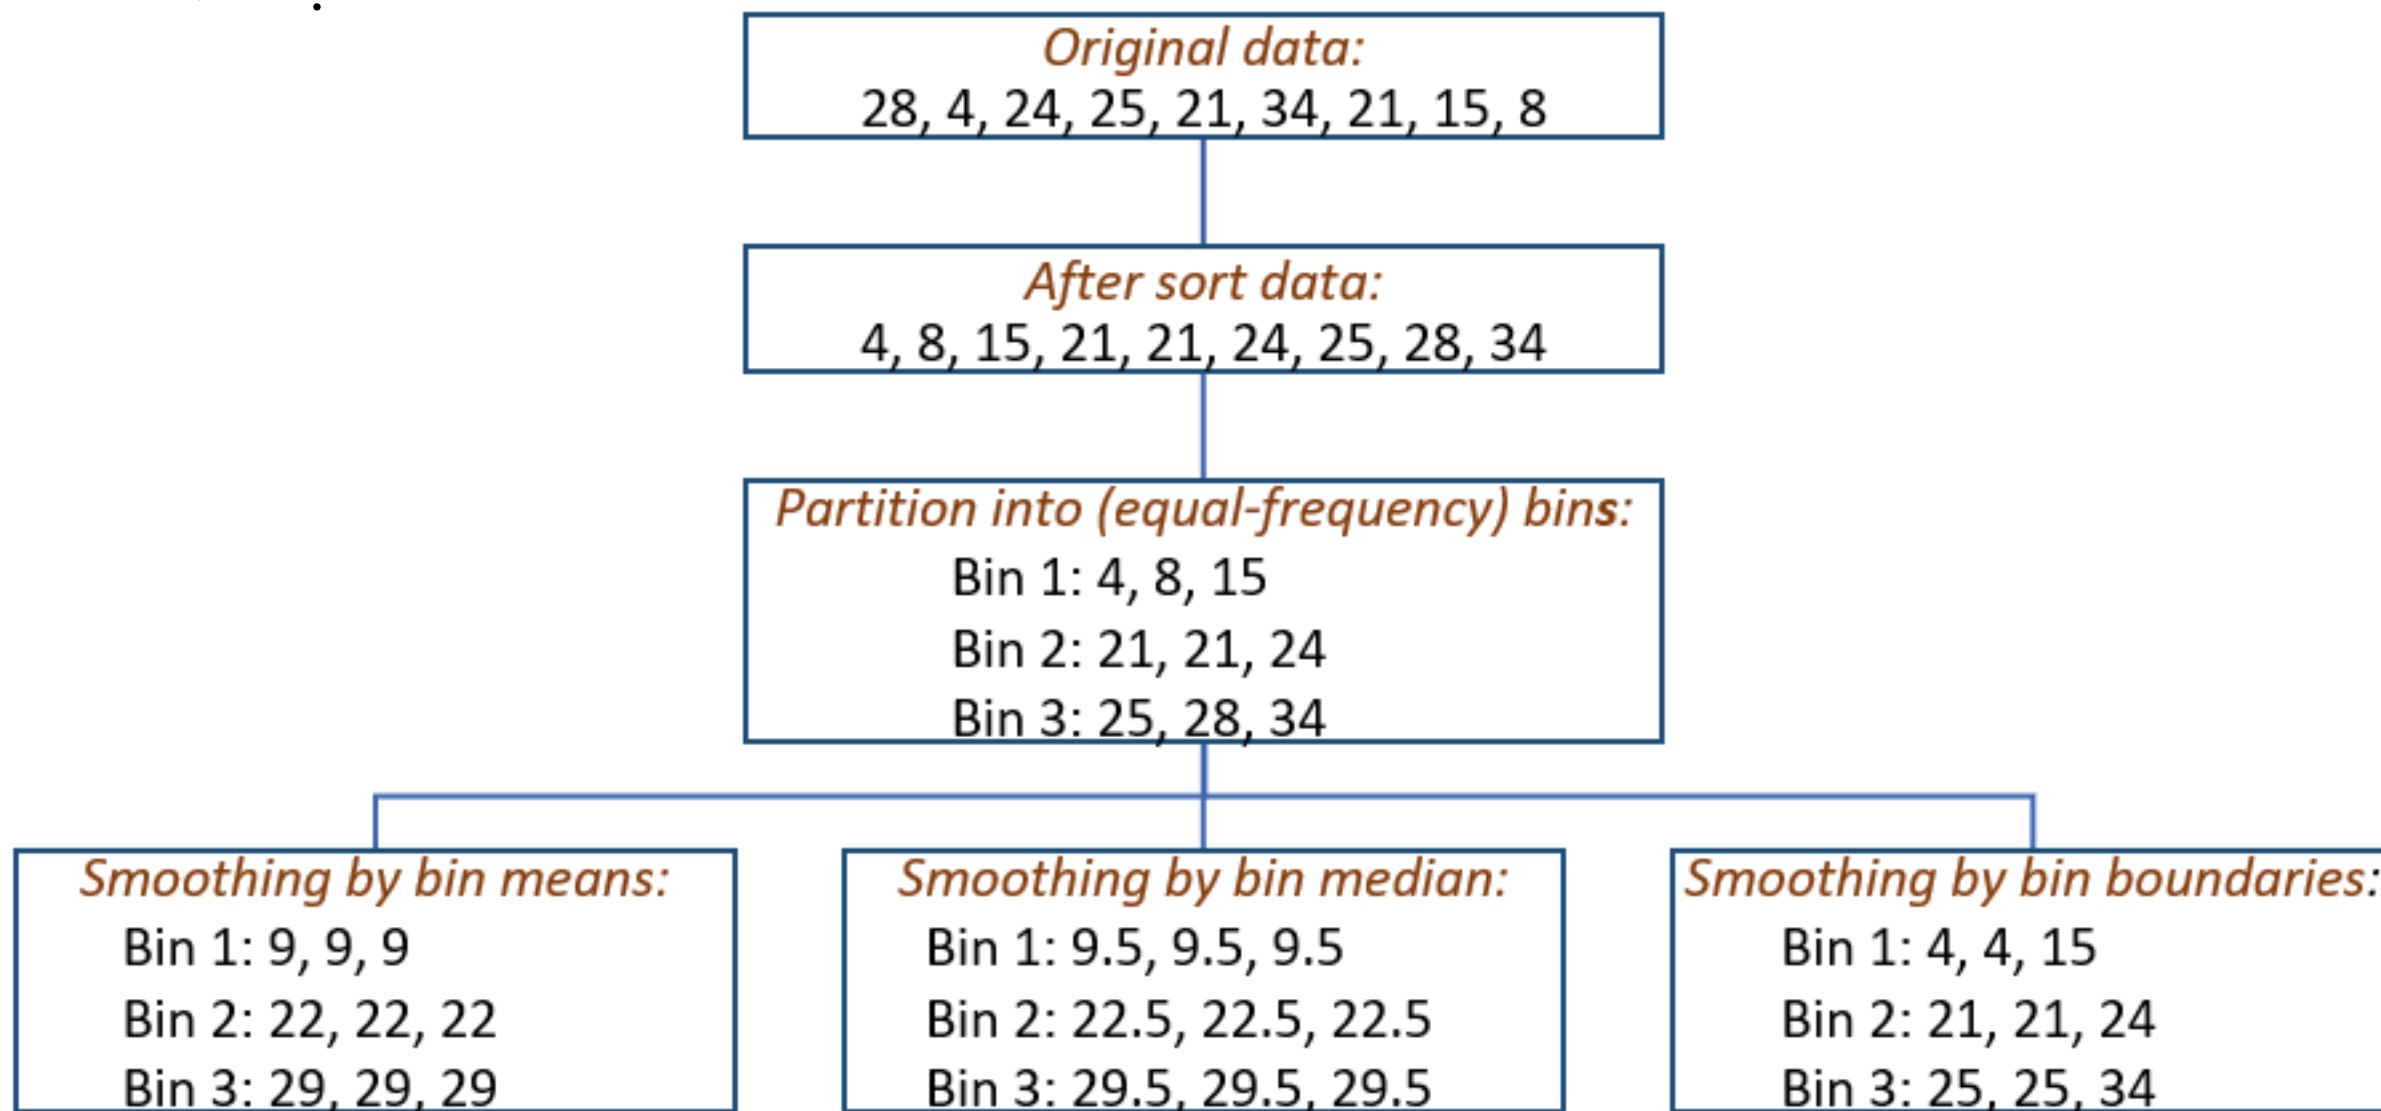 Original data:
28, 4, 24, 25, 21, 34, 21, 15, 8
After sort data:
4, 8, 15, 21, 21, 24, 25, 28, 34
Partition into (equal-frequency) bins:
Bin 1: 4, 8, 15
Bin 2: 21, 21, 24
Bin 3: 25, 28, 34
Smoothing by bin means:
Bin 1: 9, 9, 9
Bin 2: 22, 22, 22
Bin 3: 29, 29, 29
Smoothing by bin median:
Bin 1: 9.5, 9.5, 9.5
Bin 2: 22.5, 22.5, 22.5
Bin 3: 29.5, 29.5, 29.5
Smoothing by bin boundaries:
Bin 1: 4, 4, 15
Bin 2: 21, 21, 24
Bin 3: 25, 25, 34